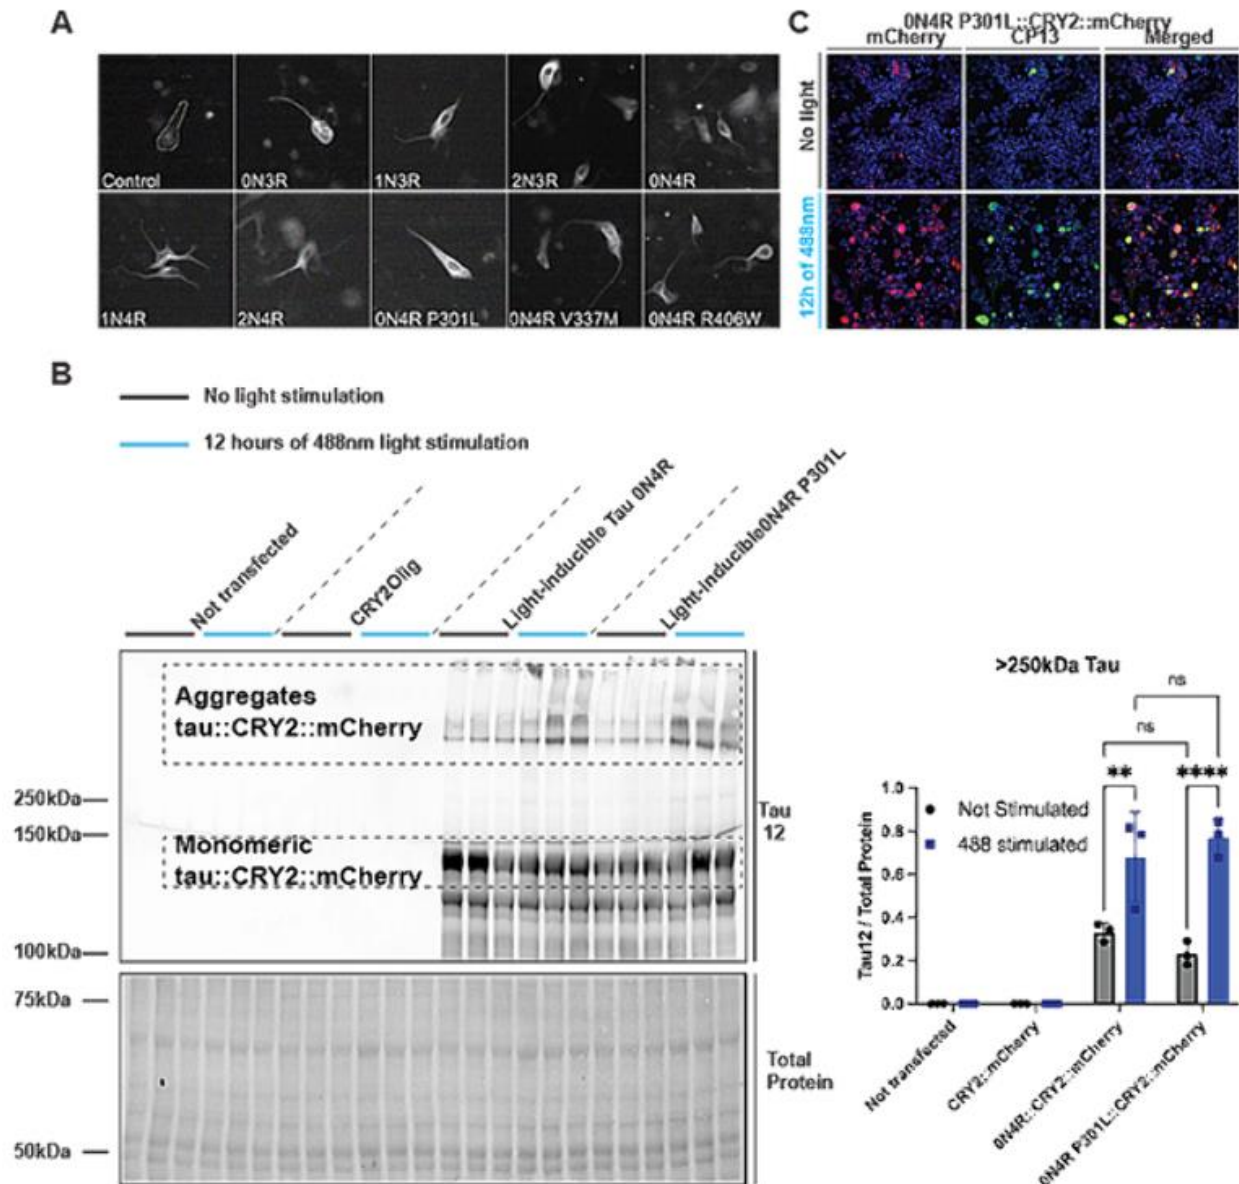 A
Control
0N3R
1N3R
2N3R
0N4R
1N4R
2N4R
0N4R P301L
0N4R V337M
0N4R R406W
C
0N4R P301L::CRY2::mCherry
mCherry
CP13
Merged
No light
12h of 488nm
B
No light stimulation
12 hours of 488nm light stimulation
Not transfected
CRY2Olig
Light-inducible Tau 0N4R
Light-inducible0N4R P301L
Aggregates
tau::CRY2::mCherry
250kDa
150kDa
Monomeric
tau::CRY2::mCherry
100kDa
Tau
12
75kDa
50kDa
Total
Protein
>250kDa Tau
ns
ns
**
****
Not Stimulated
488 stimulated
Tau12 / Total Protein
1.0
0.8
0.6
0.4
0.2
0.0
Not transfected
CRY2::mCherry
0N4R::CRY2::mCherry
0N4R P301L::CRY2::mCherry